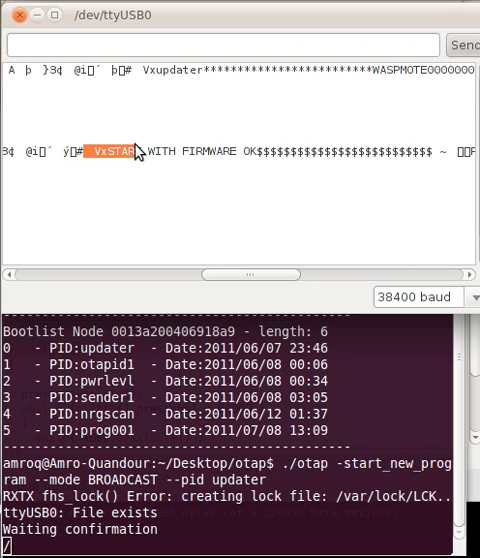 /dev/ttyUSB0
Send
A þ }3¢ @i ´ þ # Vxupdater*************************WASPMOTE0000000
3¢ @i ´ ý # VxSTAR WITH FIRMWARE OK$$$$$$$$$$$$$$$$$$$$$$$$$$ ~
38400 baud
Bootlist Node 0013a200406918a9 - length: 6
0 - PID:updater - Date:2011/06/07 23:46
1 - PID:otapid1 - Date:2011/06/08 00:06
2 - PID:pwrlevl - Date:2011/06/08 00:34
3 - PID:sender1 - Date:2011/06/08 03:05
4 - PID:nrgscan - Date:2011/06/12 01:37
5 - PID:prog001 - Date:2011/07/08 13:09
--------------------------------------------
amroq@Amro-Quandour:~/Desktop/otap$ ./otap -start_new_prog
ram --mode BROADCAST --pid updater
RXTX fhs_lock() Error: creating lock file: /var/lock/LCK..
ttyUSB0: File exists
Waiting confirmation
/